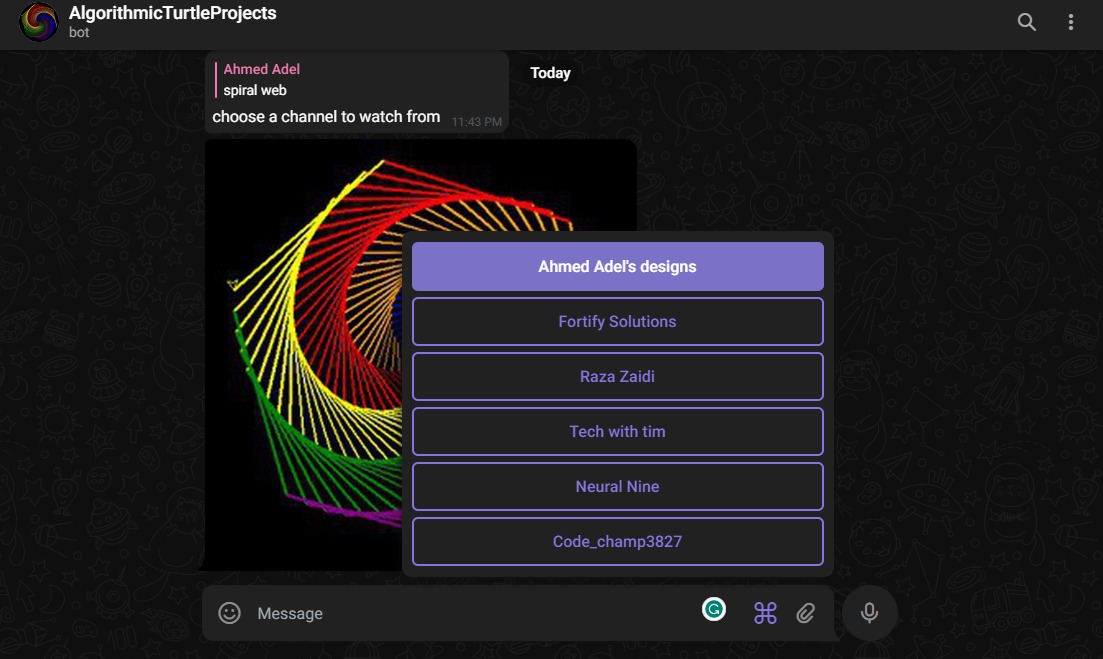 AlgorithmicTurtleProjects
bot
Today
Ahmed Adel
spiral web
choose a channel to watch from 11:43 PM
Ahmed Adel's designs
Fortify Solutions
Raza Zaidi
Tech with tim
Neural Nine
Code_champ3827
Message